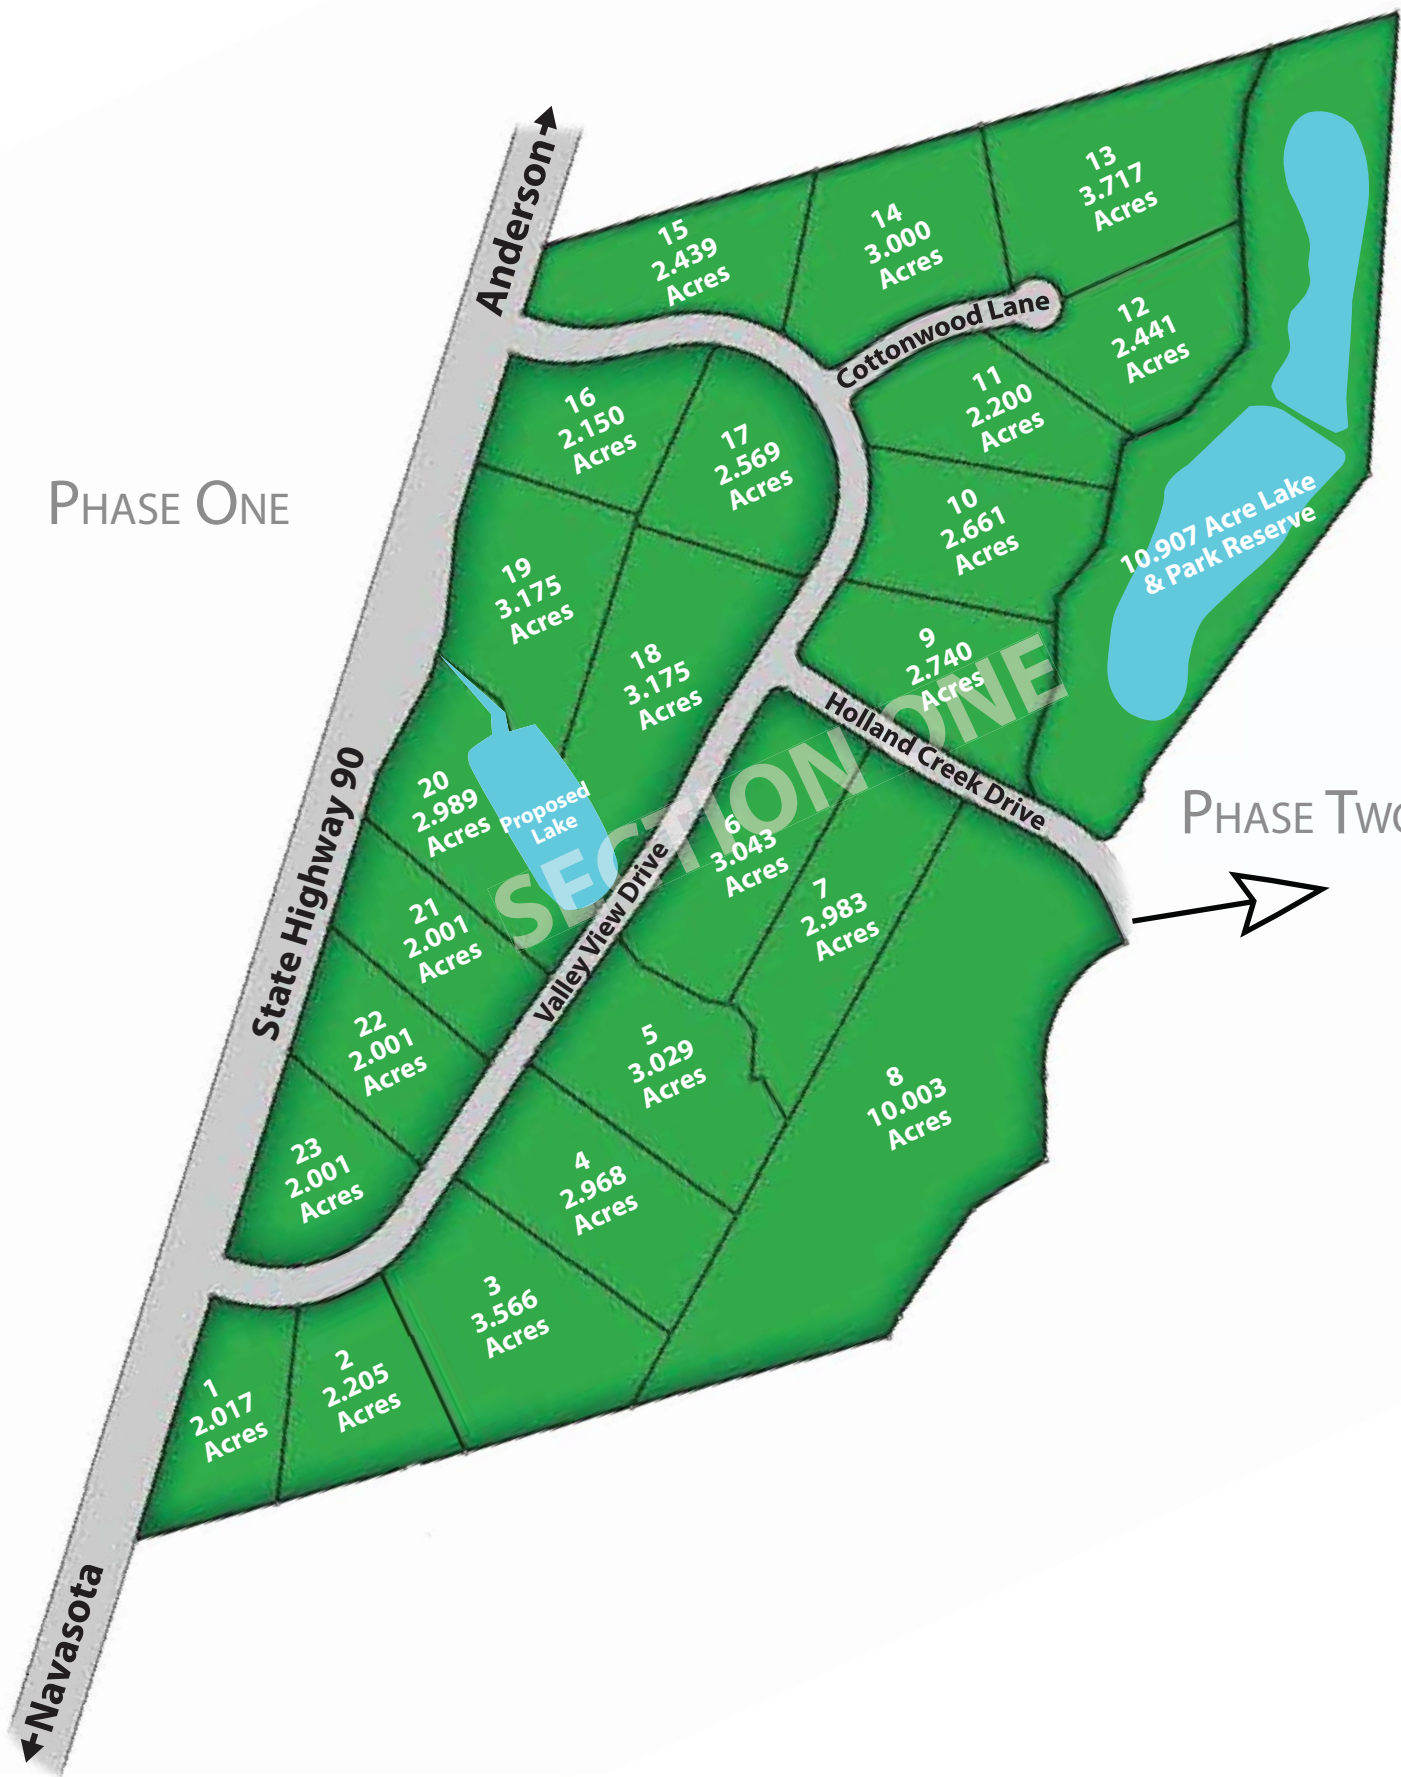 Anderson
13
3.717
Acres
14
3.000
Acres
15
2.439
Acres
Cottonwood Lane
12
2.441
Acres
11
2.200
Acres
16
2.150
Acres
17
2.569
Acres
PHASE ONE
10
2.661
Acres
10.907 Acre Lake
& Park Reserve
19
3.175
Acres
18
3.175
Acres
9
2.740
Acres
SECTION ONE
Holland Creek Drive
20
2.989
Acres
Proposed
Lake
6
3.043
Acres
PHASE TWO
7
2.983
Acres
State Highway 90
21
2.001
Acres
Valley View Drive
22
2.001
Acres
5
3.029
Acres
8
10.003
Acres
23
2.001
Acres
4
2.968
Acres
3
3.566
Acres
2
2.205
Acres
1
2.017
Acres
Navasota